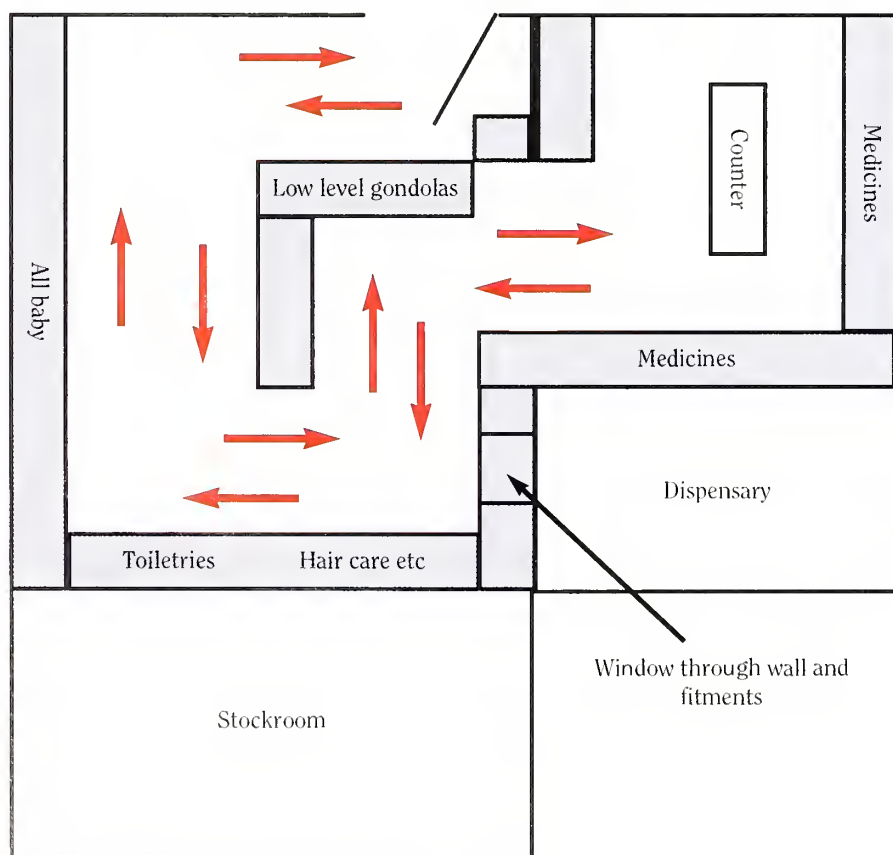 Low level gondolas
Counter
Medicines
All baby
Medicines
Dispensary
Toiletries Hair care etc
Window through wall and
fitments
Stockroom